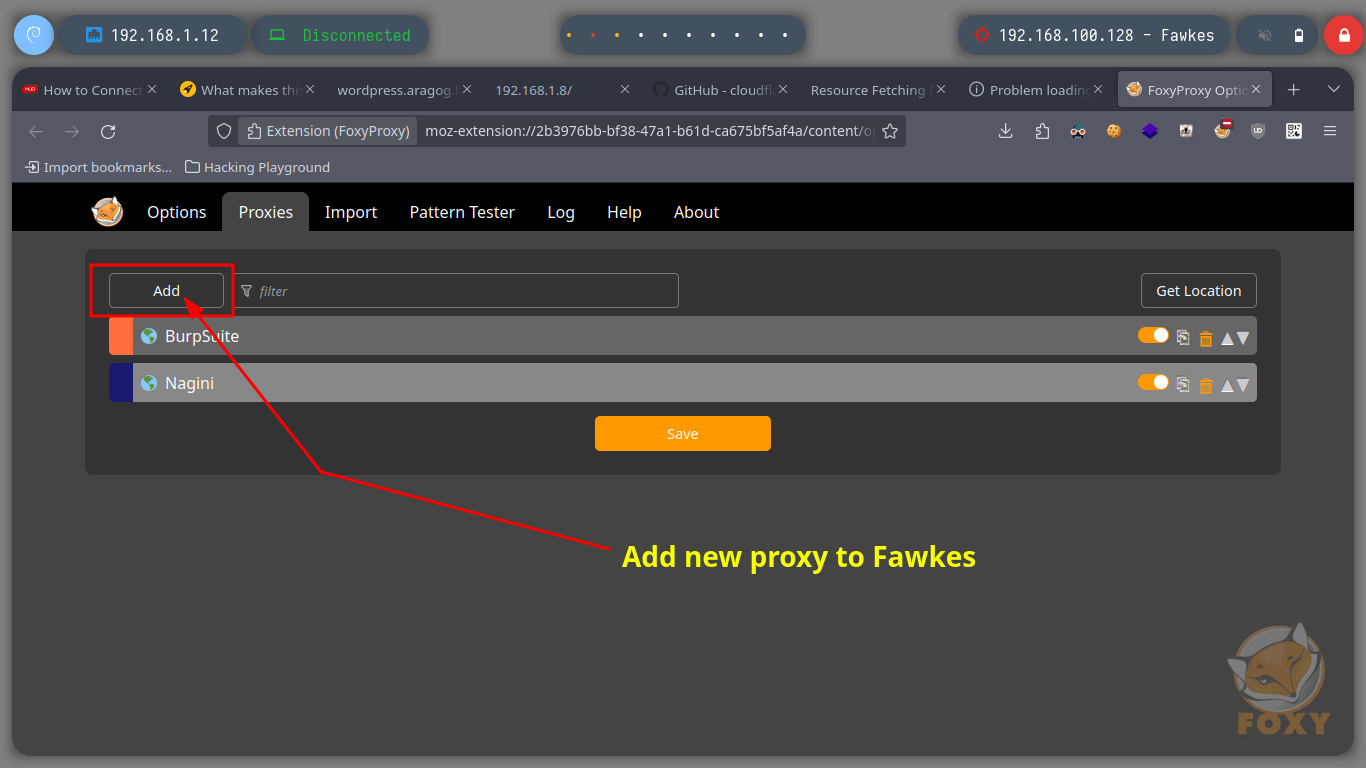 192.168.1.12 Disconnected 192.168.100.128 - Fawkes
How to Connect What makes this wordpress.aragog. 192.168.1.8/ GitHub - cloudfl Resource Fetching Problem loading FoxyProxy Optio
Extension (FoxyProxy) moz-extension://2b3976bb-bf38-47a1-b61d-ca675bf5af4a/content/o
Import bookmarks... Hacking Playground
Options Proxies Import Pattern Tester Log Help About
Add filter Get Location
BurpSuite
Nagini
Save
Add new proxy to Fawkes
FOXY
PROXY